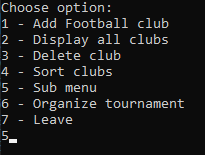 Choose option:
1 - Add Football club
2 - Display all clubs
3 - Delete club
4 - Sort clubs
5 - Sub menu
6 - Organize tournament
7 - Leave
5